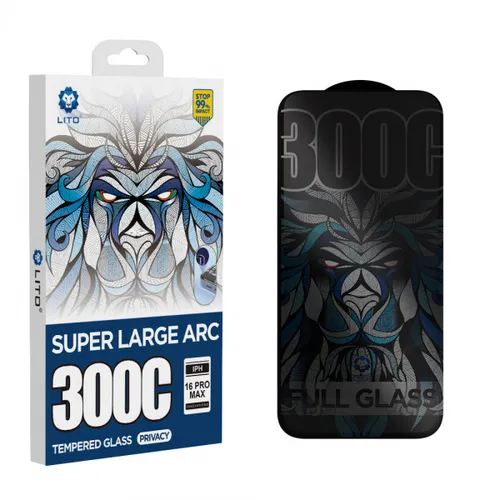 LITO
STOP
99%
IMPACT
LITO®
SUPER LARGE ARC
300C
IPH
16 PRO
MAX
TEMPERED GLASS PRIVACY
300C
FULL GLASS